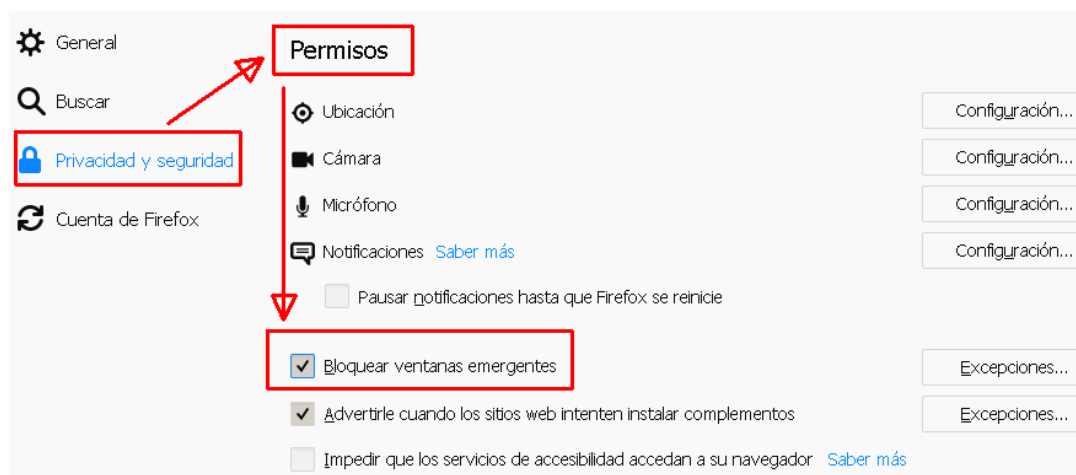 General
Buscar
Privacidad y seguridad
Cuenta de Firefox
Permisos
Ubicación Configuración...
Cámara Configuración...
Micrófono Configuración...
Notificaciones Saber más Configuración...
Pausar notificaciones hasta que Firefox se reinicie
Bloquear ventanas emergentes Excepciones...
Advertirle cuando los sitios web intenten instalar complementos Excepciones...
Impedir que los servicios de accesibilidad accedan a su navegador Saber más